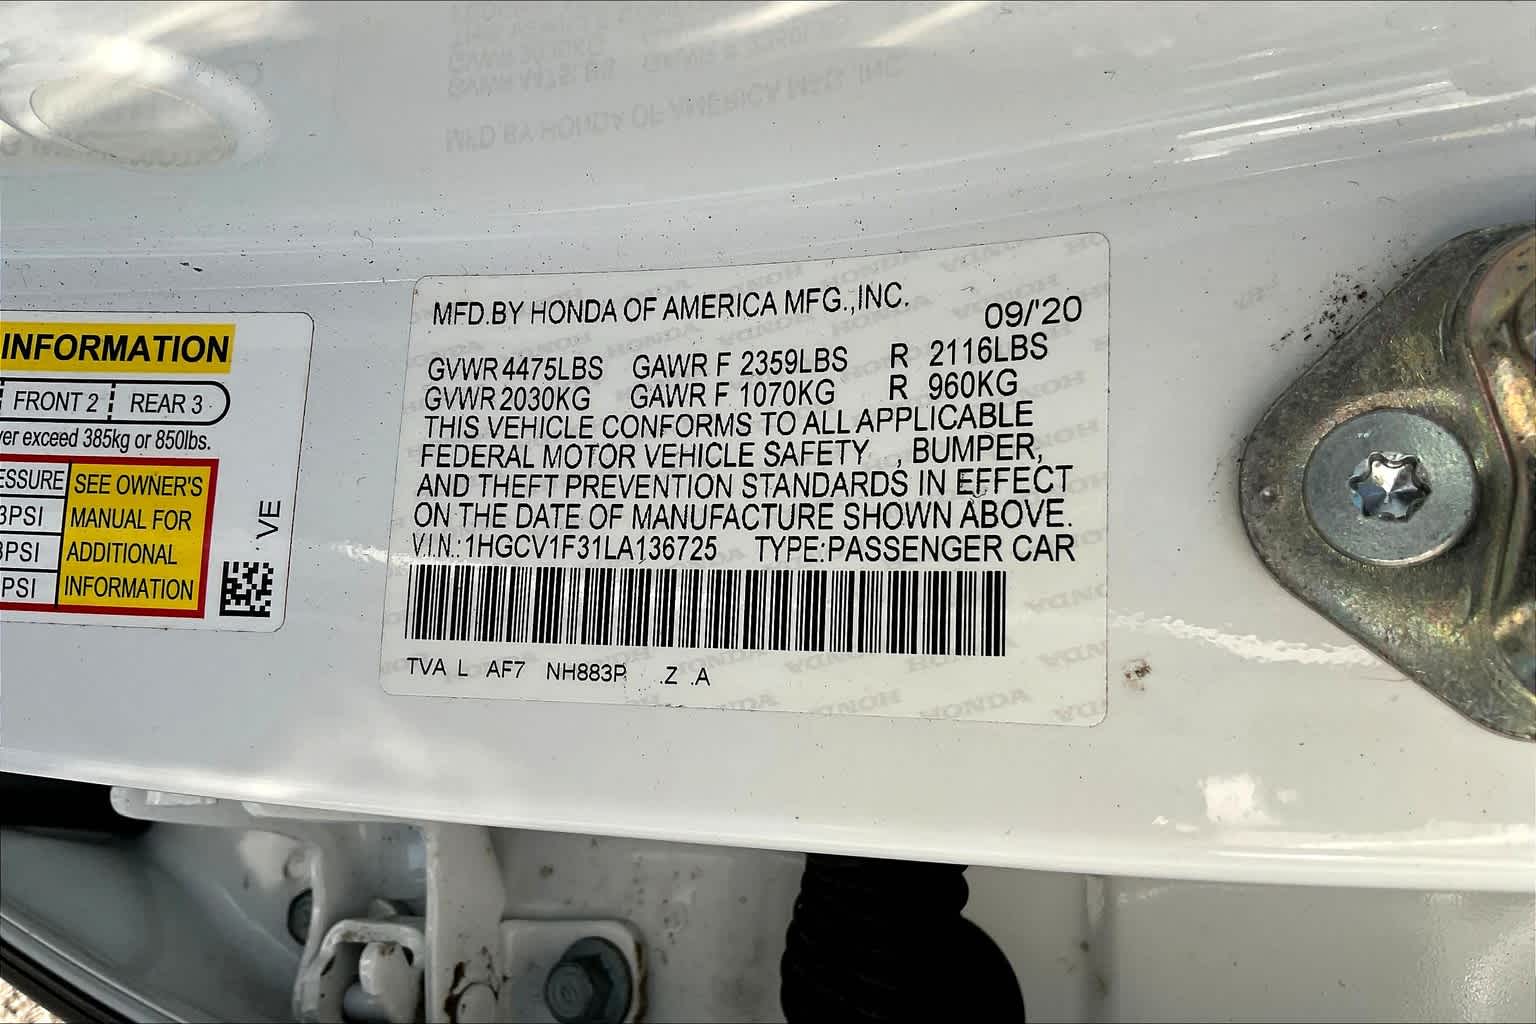 INFORMATION
FRONT 2
REAR 3
er exceed 385kg or 850lbs.
ESSURE
3PSI
3PSI
PSI
SEE OWNER'S
MANUAL FOR
ADDITIONAL
INFORMATION
VE
MFD.BY HONDA OF AMERICA MFG.,INC.
09/'20
GVWR 4475LBS GAWR F 2359LBS R 2116LBS
GVWR 2030KG GAWR F 1070KG R 960KG
THIS VEHICLE CONFORMS TO ALL APPLICABLE
FEDERAL MOTOR VEHICLE SAFETY , BUMPER,
AND THEFT PREVENTION STANDARDS IN EFFECT
ON THE DATE OF MANUFACTURE SHOWN ABOVE.
V.I.N.:1HGCV1F31LA136725 TYPE:PASSENGER CAR
TVA L AF7 NH883P .Z .A